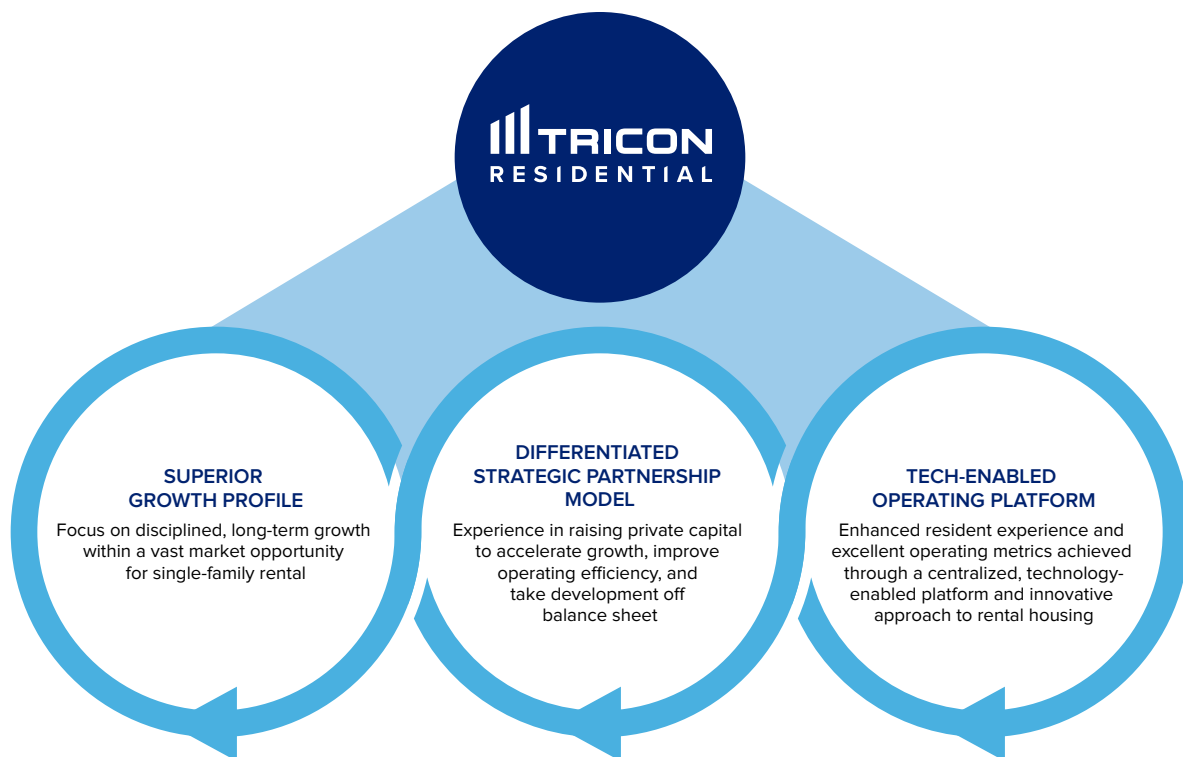 TRICON
RESIDENTIAL
SUPERIOR
GROWTH PROFILE
Focus on disciplined, long-term growth
within a vast market opportunity
for single-family rental
DIFFERENTIATED
STRATEGIC PARTNERSHIP
MODEL
Experience in raising private capital
to accelerate growth, improve
operating efficiency, and
take development off
balance sheet
TECH-ENABLED
OPERATING PLATFORM
Enhanced resident experience and
excellent operating metrics achieved
through a centralized, technology-
enabled platform and innovative
approach to rental housing